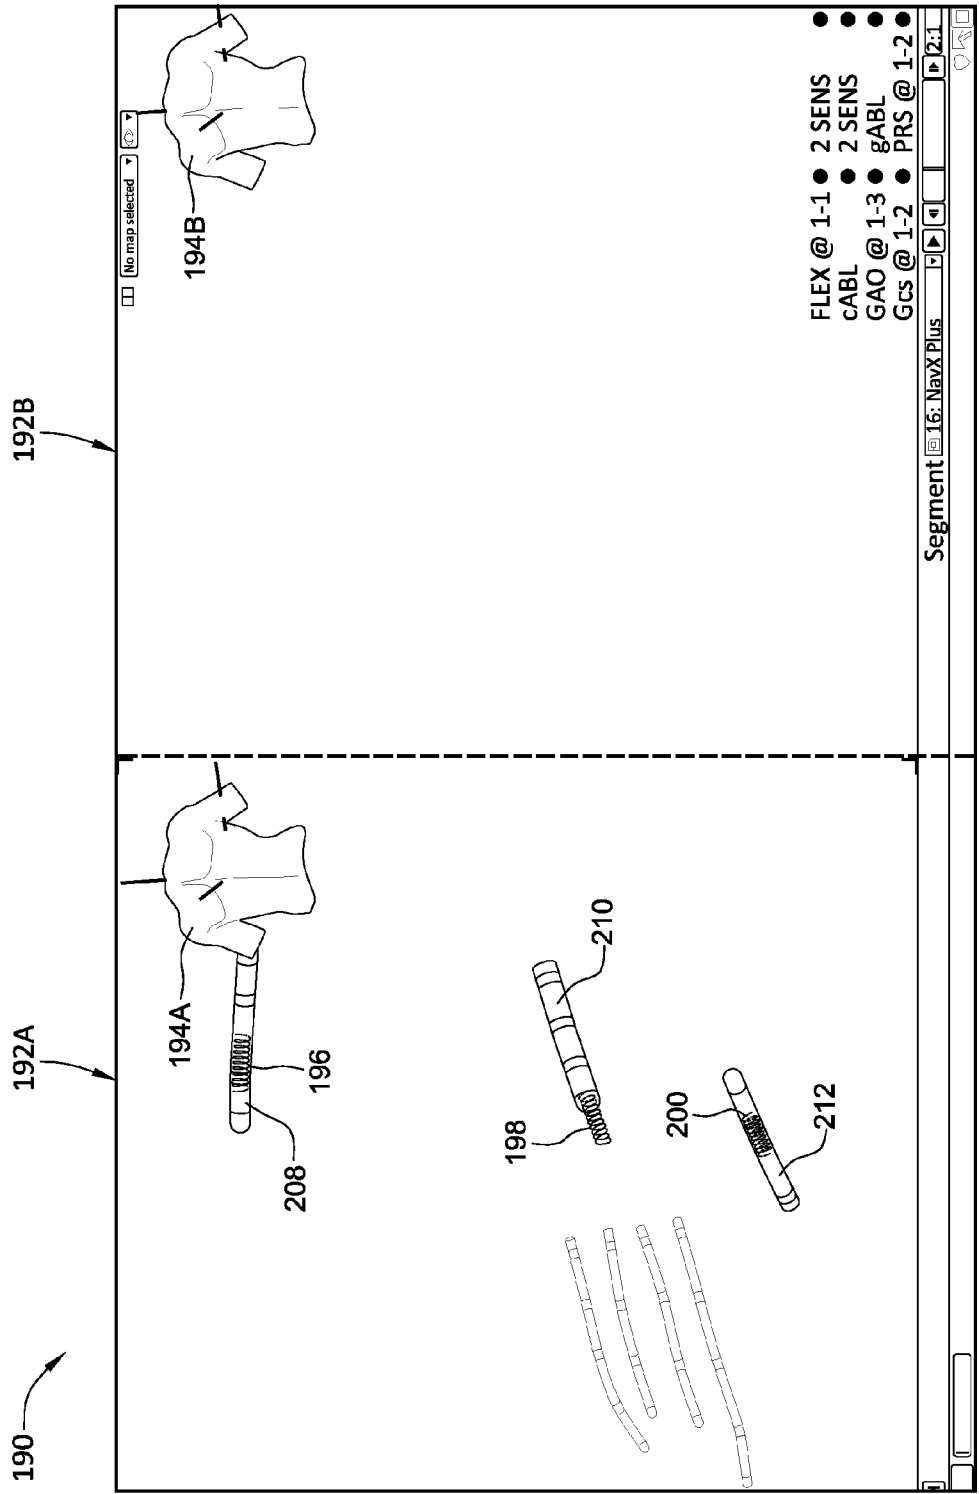 190
192A
192B
No map selected
194A
194B
208
196
198
210
200
212
FLEX @ 1-1 ● 2 SENS ●
cABL ● 2 SENS ●
GAO @ 1-3 ● gABL ●
Gcs @ 1-2 ● PRS @ 1-2 ●
Segment 16: NavX Plus 2:1